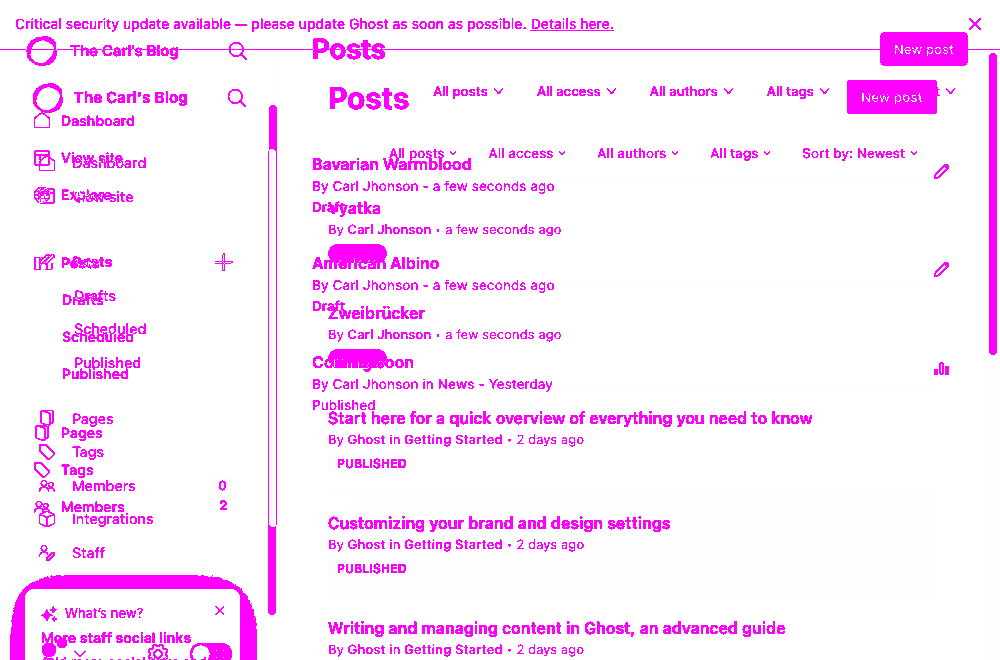 Critical security update available — please update Ghost as soon as possible. Details here.
The Carl's Blog
Posts
New post
The Carl's Blog
Posts
All posts
All access
All authors
All tags
New post
Dashboard
View site
Dashboard
Explore
View site
All posts
All access
All authors
All tags
Sort by: Newest
Bavarian Warmblood
By Carl Jhonson - a few seconds ago
Draft
Vyatka
By Carl Jhonson • a few seconds ago
Posts
Posts
American Albino
By Carl Jhonson - a few seconds ago
Drafts
Drafts
Draft
Zweibrücker
By Carl Jhonson • a few seconds ago
Scheduled
Scheduled
Published
Published
Coming soon
By Carl Jhonson in News - Yesterday
Published
Start here for a quick overview of everything you need to know
By Ghost in Getting Started • 2 days ago
PUBLISHED
Pages
Pages
Tags
Tags
Members 0
Members 2
Integrations
Staff
Customizing your brand and design settings
By Ghost in Getting Started • 2 days ago
PUBLISHED
What's new?
More staff social links
Writing and managing content in Ghost, an advanced guide
By Ghost in Getting Started • 2 days ago